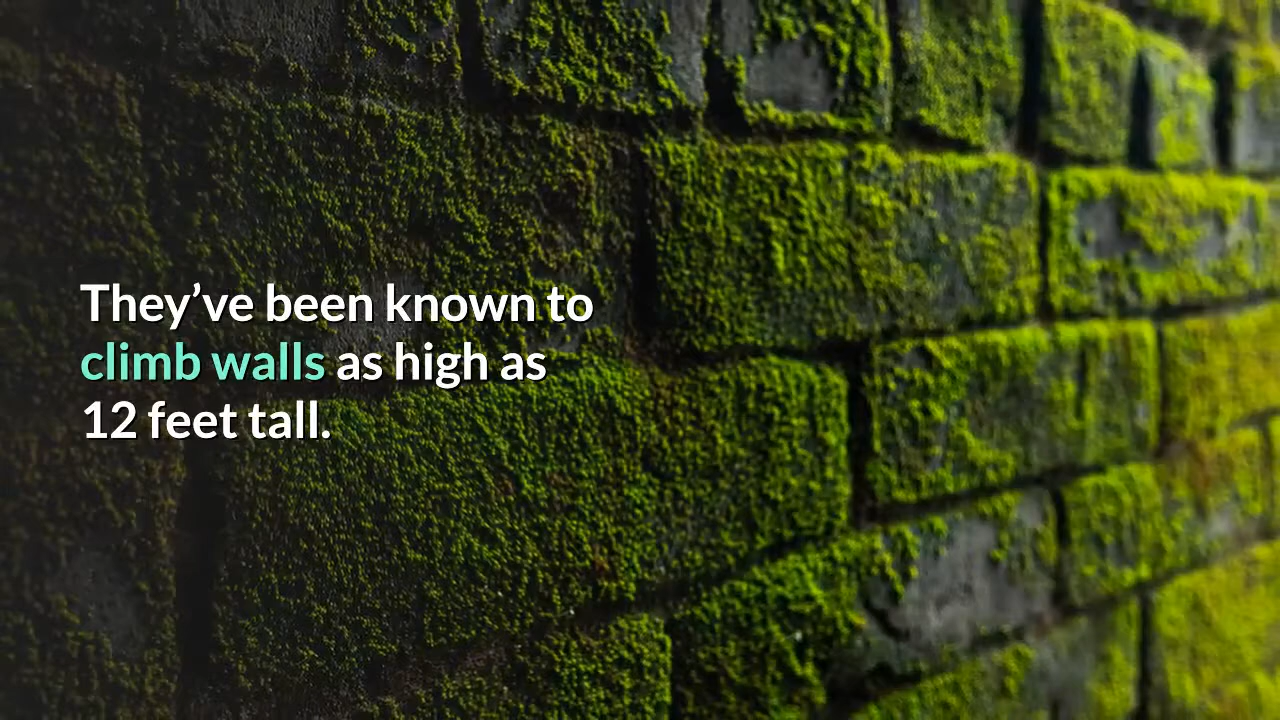 They’ve been known to
climb walls as high as
12 feet tall.